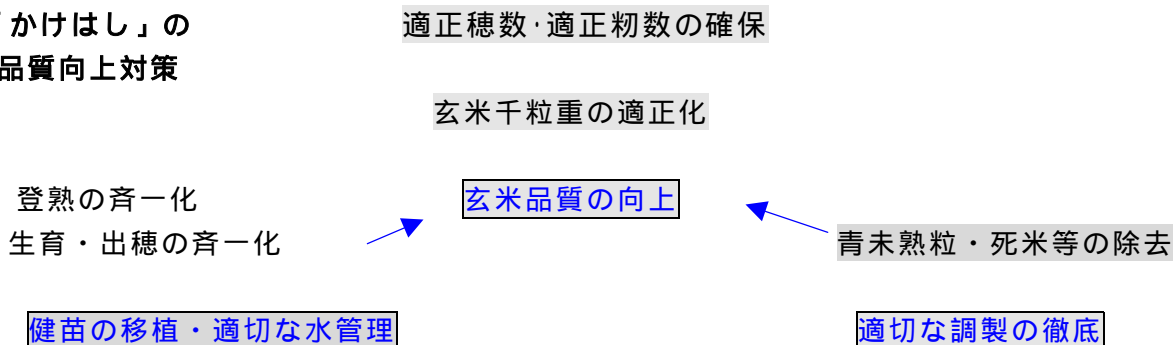 「かけはし」の
品質向上対策
適正穂数・適正籾数の確保
玄米千粒重の適正化
玄米品質の向上
登熟の斉一化
生育・出穂の斉一化
青未熟粒・死米等の除去
健苗の移植・適切な水管理
適切な調製の徹底